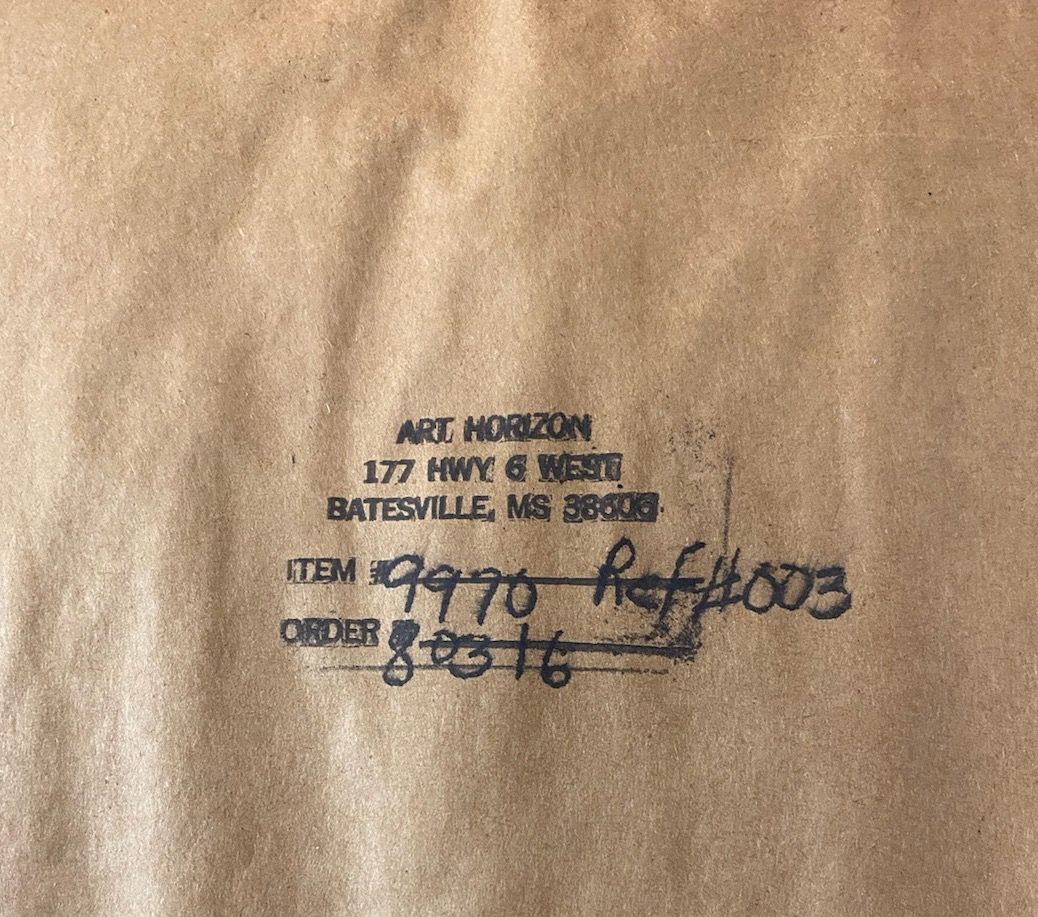 ART HORIZON
177 HWY 6 WEST
BATESVILLE, MS 38606
ITEM #9970 Ref#003
ORDER # 80316